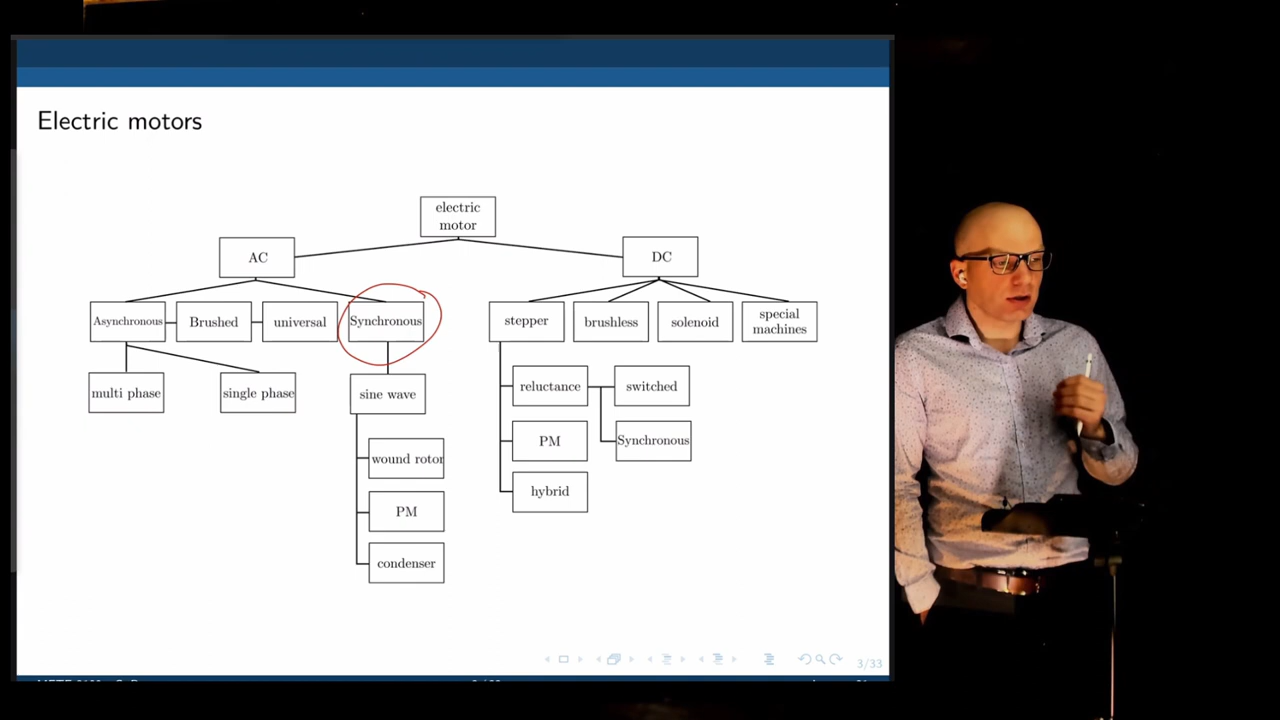 Electric motors
electric
motor
AC
DC
Asynchronous
Brushed
universal
Synchronous
stepper
brushless
solenoid
special
machines
multi phase
single phase
sine wave
reluctance
switched
wound rotor
PM
Synchronous
PM
hybrid
condenser
3/33